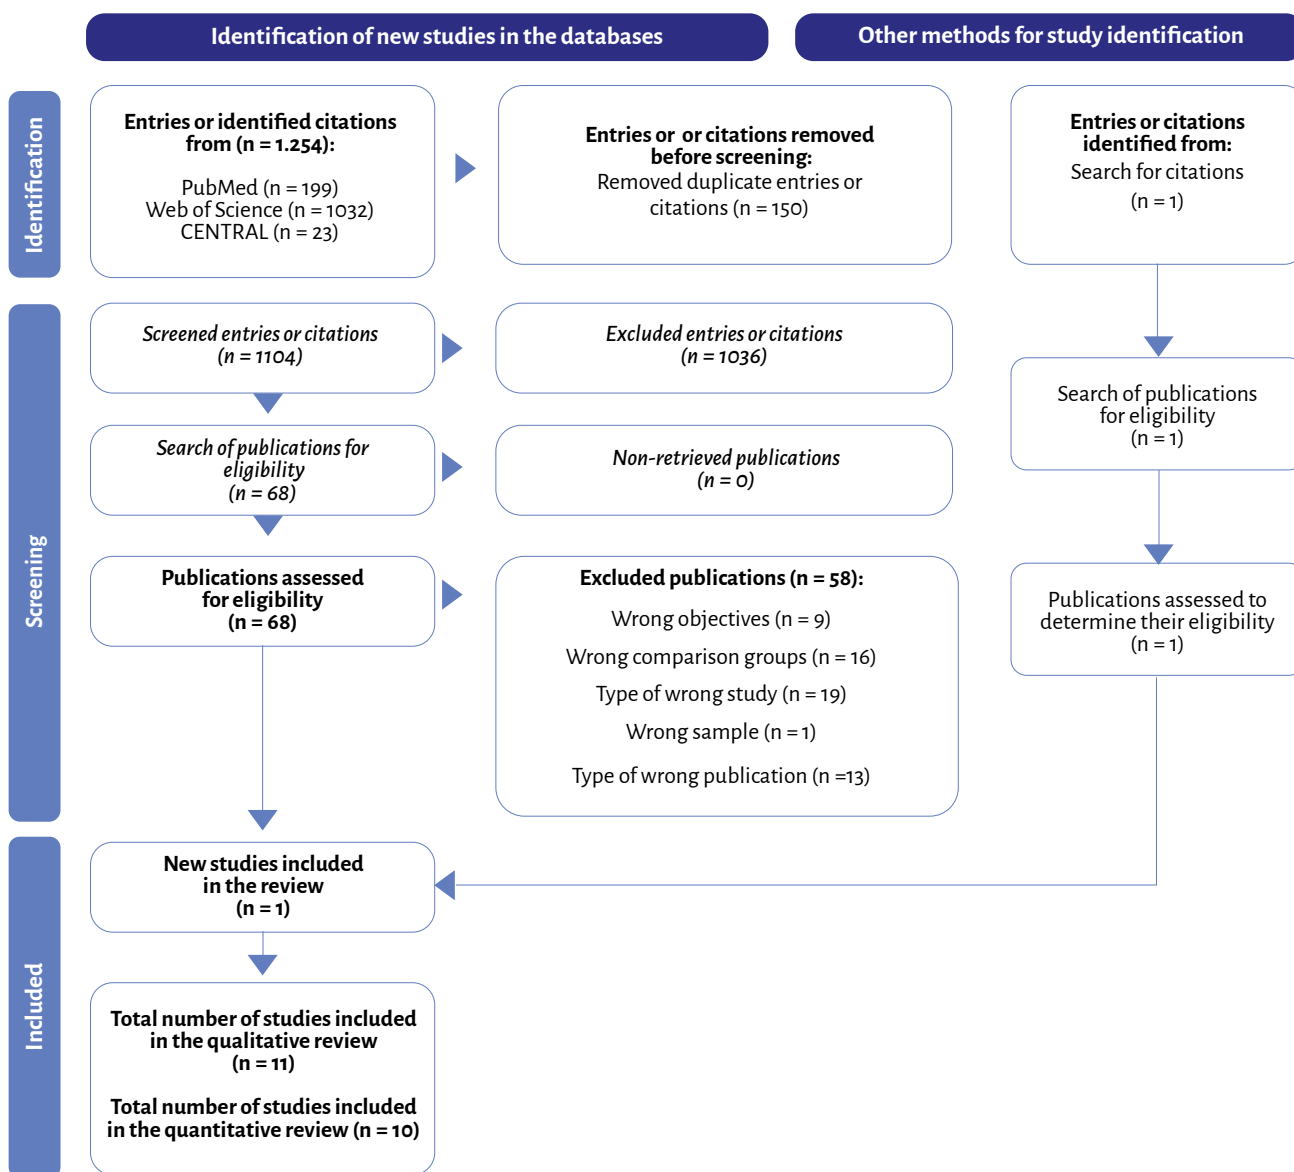 Identification of new studies in the databases
Other methods for study identification
Identification
Entries or identified citations
from (n = 1.254):
PubMed (n = 199)
Web of Science (n = 1032)
CENTRAL (n = 23)
Entries or or citations removed
before screening:
Removed duplicate entries or
citations (n = 150)
Entries or citations
identified from:
Search for citations
(n = 1)
Screening
Screened entries or citations
(n = 1104)
Excluded entries or citations
(n = 1036)
Search of publications for
eligibility
(n = 68)
Non-retrieved publications
(n = 0)
Search of publications
for eligibility
(n = 1)
Publications assessed
for eligibility
(n = 68)
Excluded publications (n = 58):
Wrong objectives (n = 9)
Wrong comparison groups (n = 16)
Type of wrong study (n = 19)
Wrong sample (n = 1)
Type of wrong publication (n =13)
Publications assessed to
determine their eligibility
(n = 1)
Included
New studies included
in the review
(n = 1)
Total number of studies included
in the qualitative review
(n = 11)
Total number of studies included
in the quantitative review (n = 10)